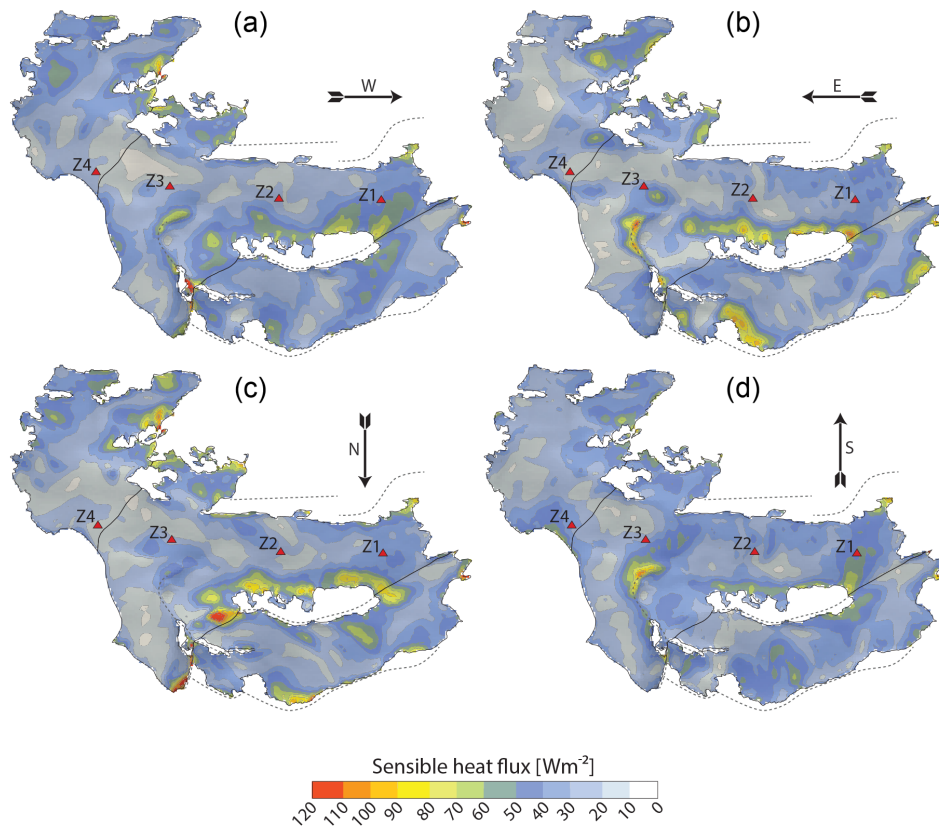 (a)
W
Z4
Z3
Z2
Z1
(b)
E
Z4
Z3
Z2
Z1
(c)
N
Z4
Z3
Z2
Z1
(d)
S
Z4
Z3
Z2
Z1
Sensible heat flux [Wm⁻²]
120 110 100 90 80 70 60 50 40 30 20 10 0